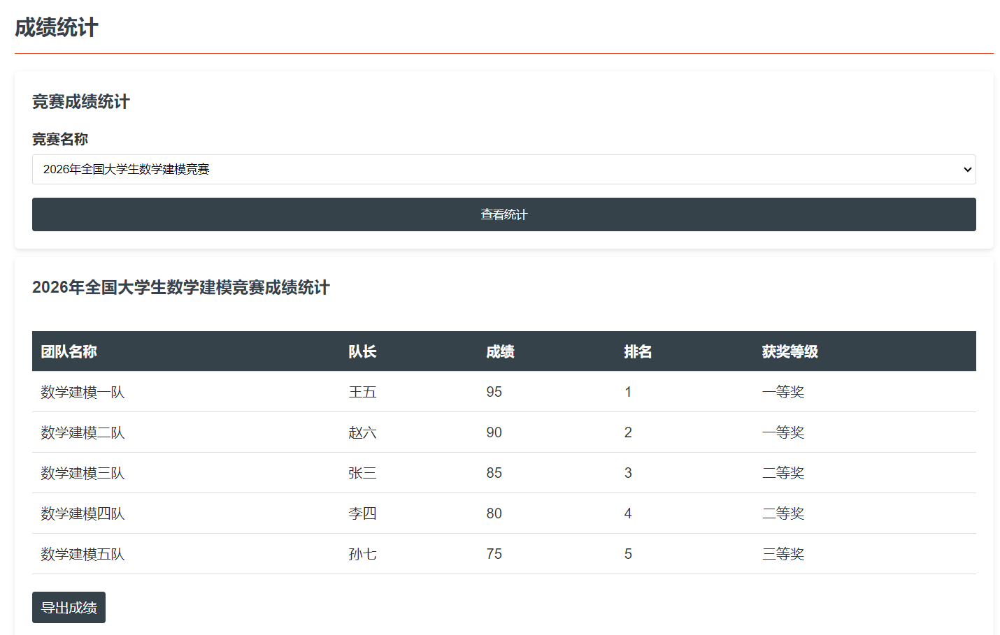 成绩统计
竞赛成绩统计
竞赛名称
2026年全国大学生数学建模竞赛
查看统计
2026年全国大学生数学建模竞赛成绩统计
团队名称 队长 成绩 排名 获奖等级
数学建模一队 王五 95 1 一等奖
数学建模二队 赵六 90 2 一等奖
数学建模三队 张三 85 3 二等奖
数学建模四队 李四 80 4 二等奖
数学建模五队 孙七 75 5 三等奖
导出成绩